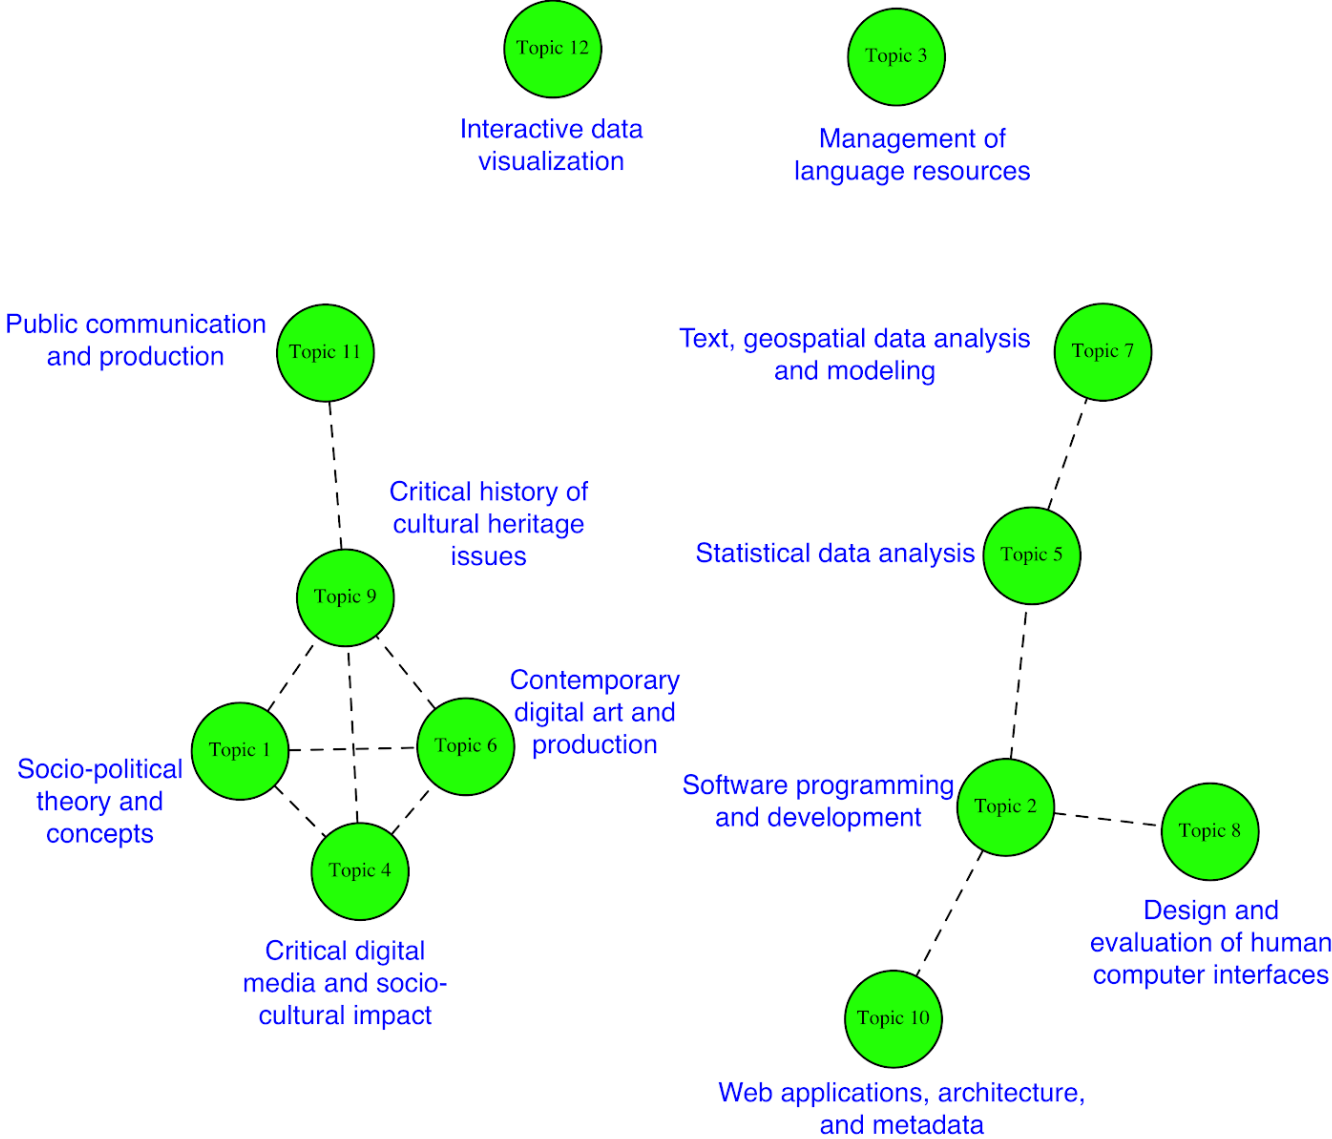 Topic 12
Interactive data
visualization
Topic 3
Management of
language resources
Public communication
and production
Topic 11
Critical history of
cultural heritage
issues
Topic 9
Contemporary
digital art and
production
Topic 6
Topic 1
Socio-political
theory and
concepts
Topic 4
Critical digital
media and socio-
cultural impact
Text, geospatial data analysis
and modeling
Topic 7
Statistical data analysis
Topic 5
Software programming
and development
Topic 2
Topic 8
Design and
evaluation of human
computer interfaces
Topic 10
Web applications, architecture,
and metadata